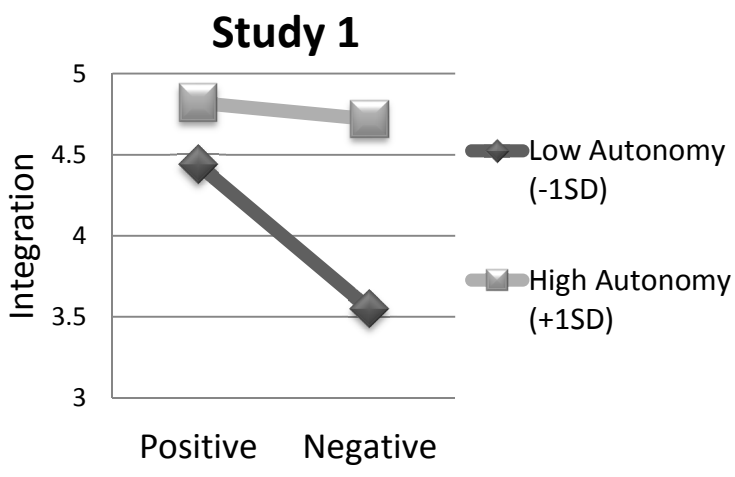 Study 1
Integration
5
4.5
4
3.5
3
Positive
Negative
Low Autonomy
(-1SD)
High Autonomy
(+1SD)